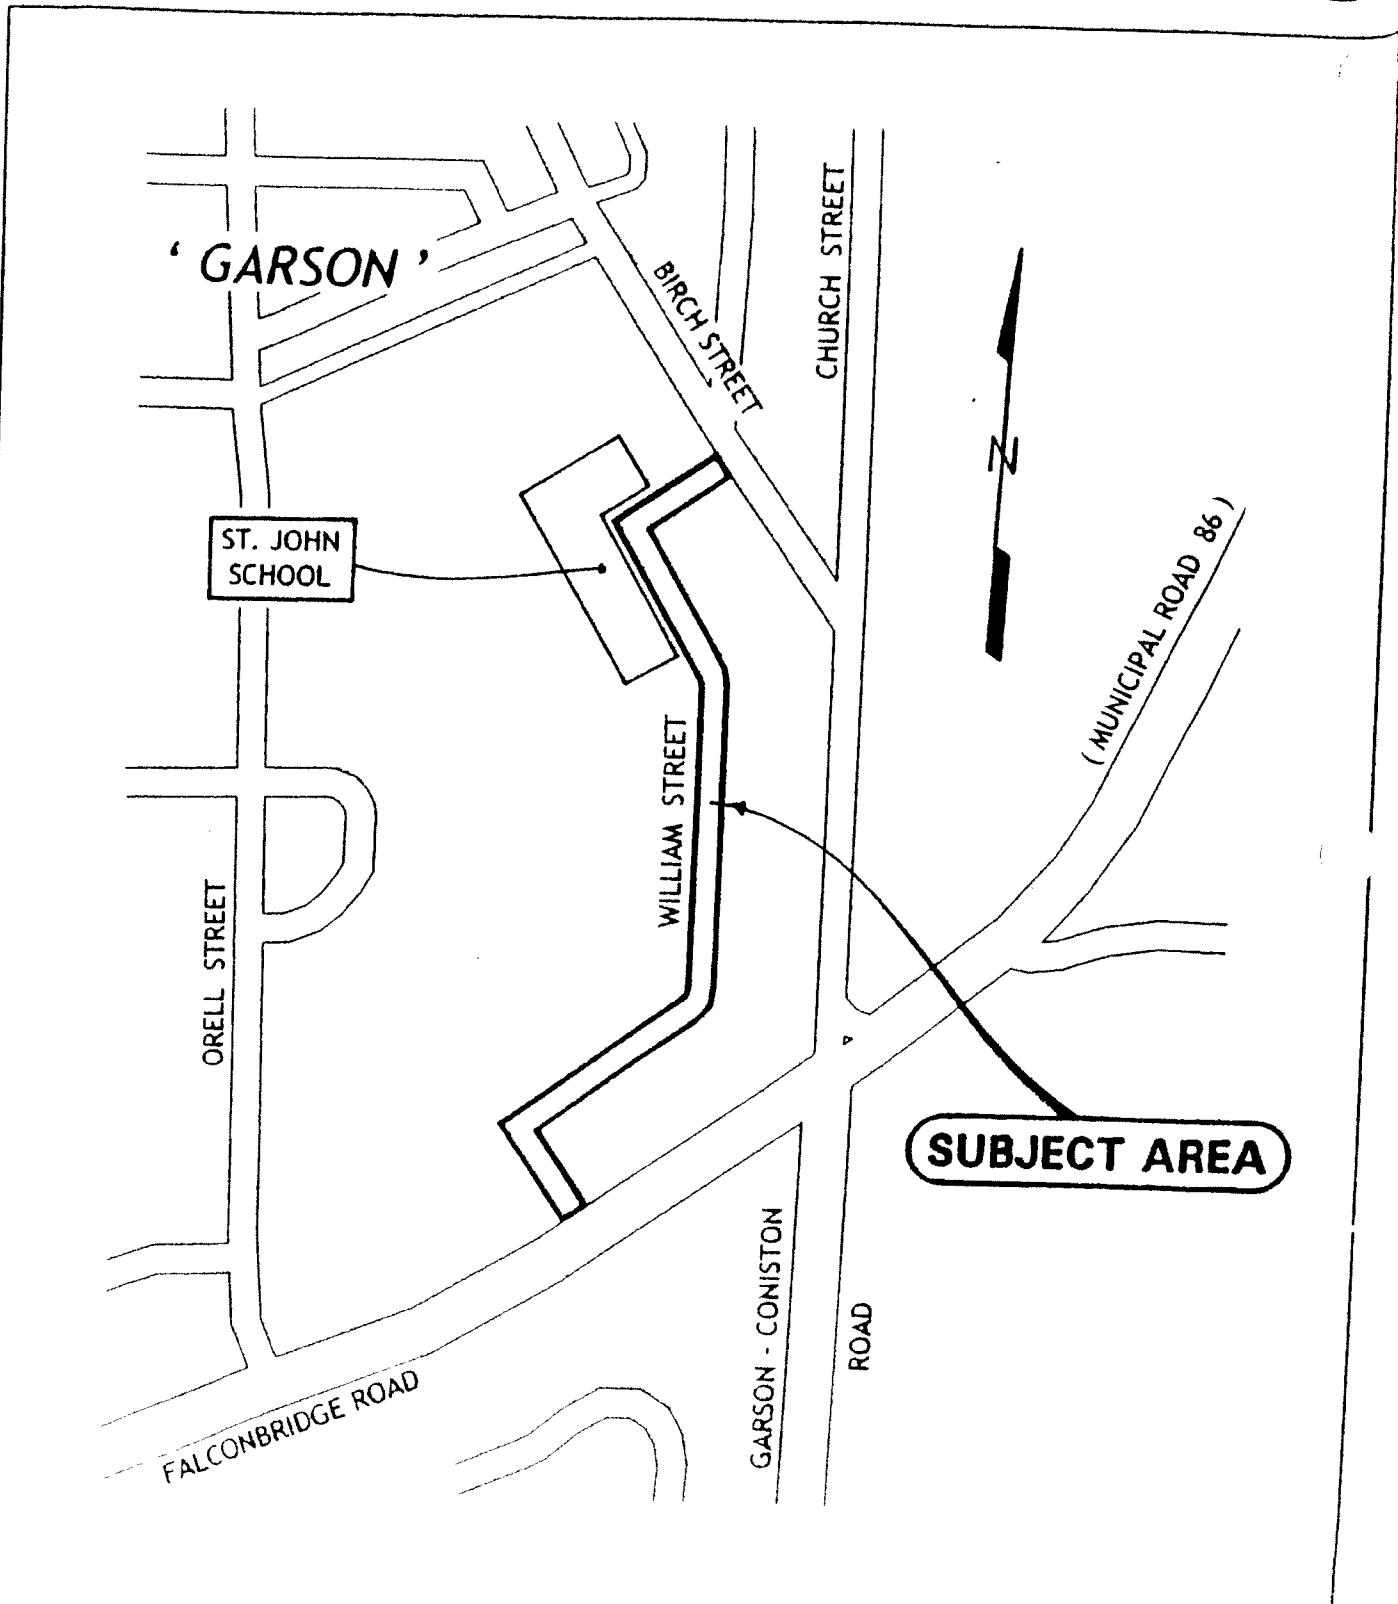 ' GARSON '
BIRCH STREET
CHURCH STREET
N
ST. JOHN
SCHOOL
( MUNICIPAL ROAD 86 )
WILLIAM STREET
ORELL STREET
SUBJECT AREA
GARSON - CONISTON
ROAD
FALCONBRIDGE ROAD